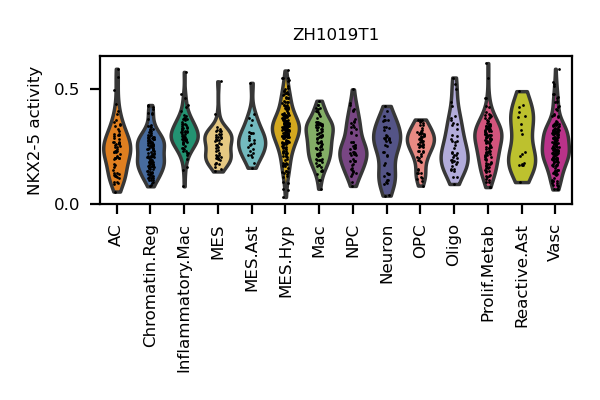 ZH1019T1
NKX2-5 activity
0.5
0.0
AC
Chromatin.Reg
Inflammatory.Mac
MES
MES.Ast
MES.Hyp
Mac
NPC
Neuron
OPC
Oligo
Prolif.Metab
Reactive.Ast
Vasc